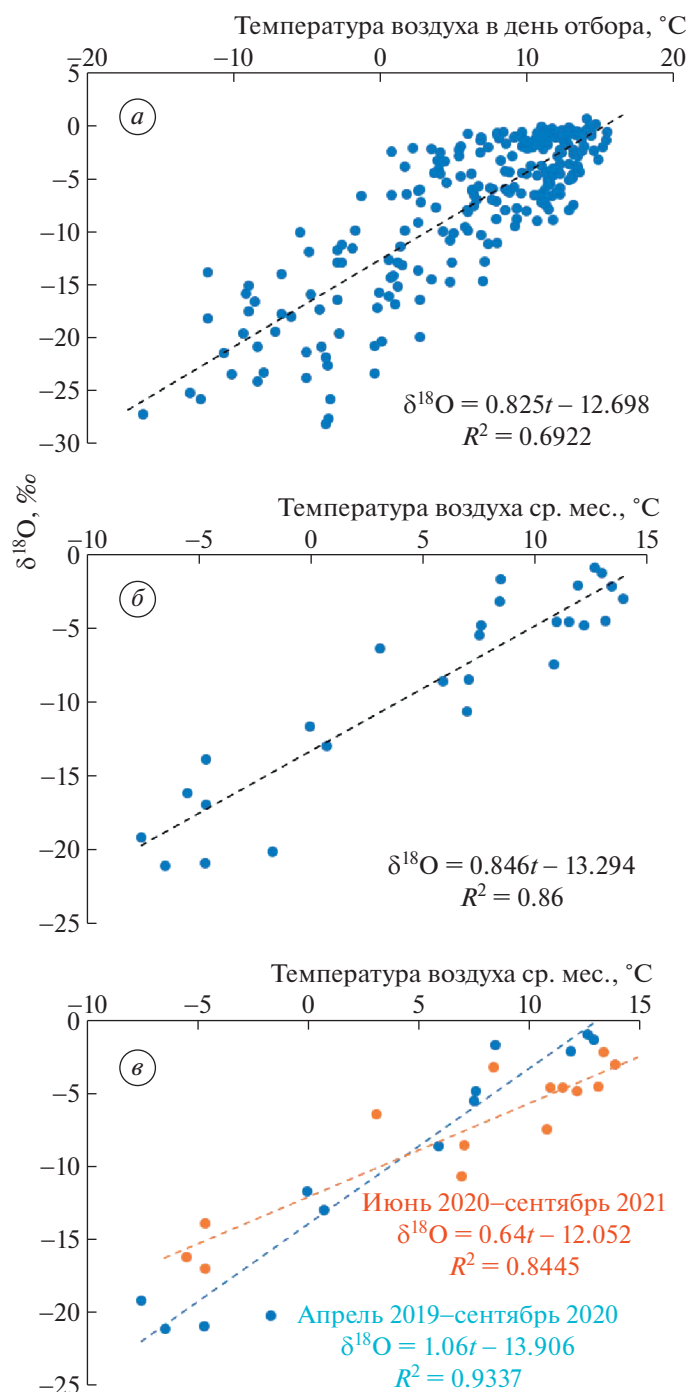 Температура воздуха в день отбора, °C
−20 −10 0 10 20
5
0
−5
−10
−15
−20
−25
−30
а
δ¹⁸O = 0.825t – 12.698
R² = 0.6922
δ¹⁸O, ‰
Температура воздуха ср. мес., °C
−10 −5 0 5 10 15
0
−5
−10
−15
−20
−25
б
δ¹⁸O = 0.846t – 13.294
R² = 0.86
Температура воздуха ср. мес., °C
−10 −5 0 5 10 15
0
−5
−10
−15
−20
−25
в
Июнь 2020–сентябрь 2021
δ¹⁸O = 0.64t – 12.052
R² = 0.8445
Апрель 2019–сентябрь 2020
δ¹⁸O = 1.06t – 13.906
R² = 0.9337